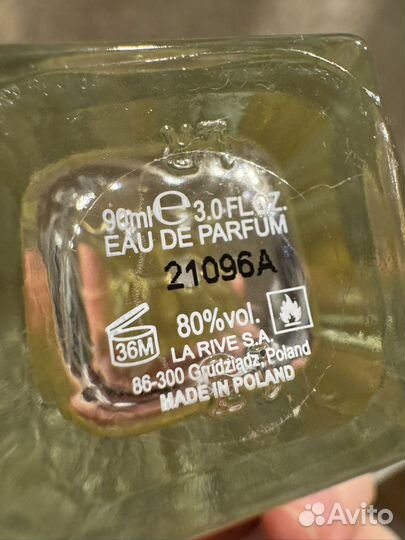 90ml℮3.0FL.OZ.
EAU DE PARFUM
21096A
36M
80%vol.
LA RIVE S.A.
86-300 Grudziądz, Poland
MADE IN POLAND
Avito